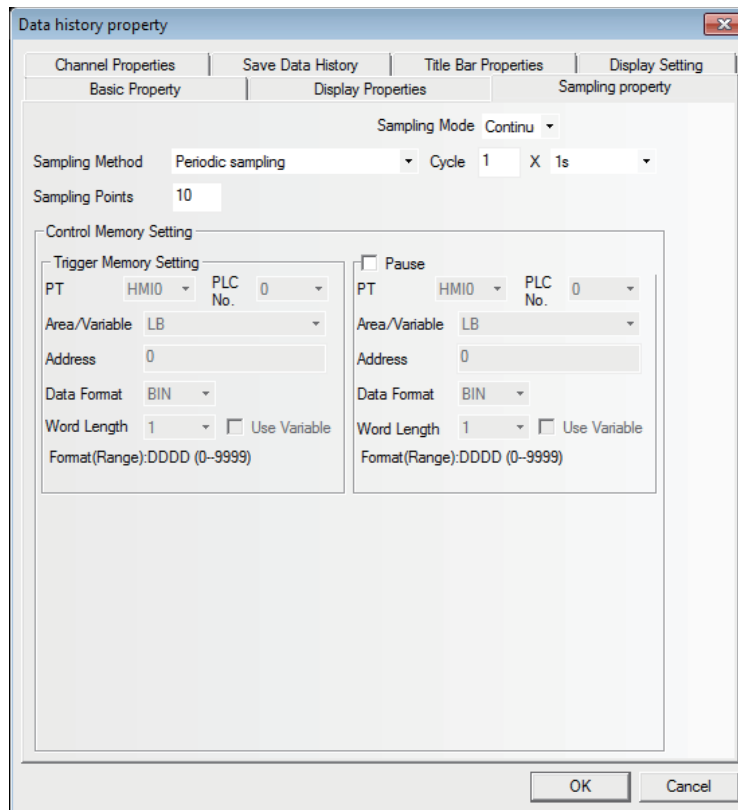 Data history property
Channel Properties Save Data History Title Bar Properties Display Setting
Basic Property Display Properties Sampling property
Sampling Mode Continu
Sampling Method Periodic sampling Cycle 1 X 1s
Sampling Points 10
Control Memory Setting
Trigger Memory Setting Pause
PT HMI0 PLC No. 0 PT HMI0 PLC No. 0
Area/Variable LB Area/Variable LB
Address 0 Address 0
Data Format BIN Data Format BIN
Word Length 1 Use Variable Word Length 1 Use Variable
Format(Range):DDDD (0--9999) Format(Range):DDDD (0--9999)
OK Cancel